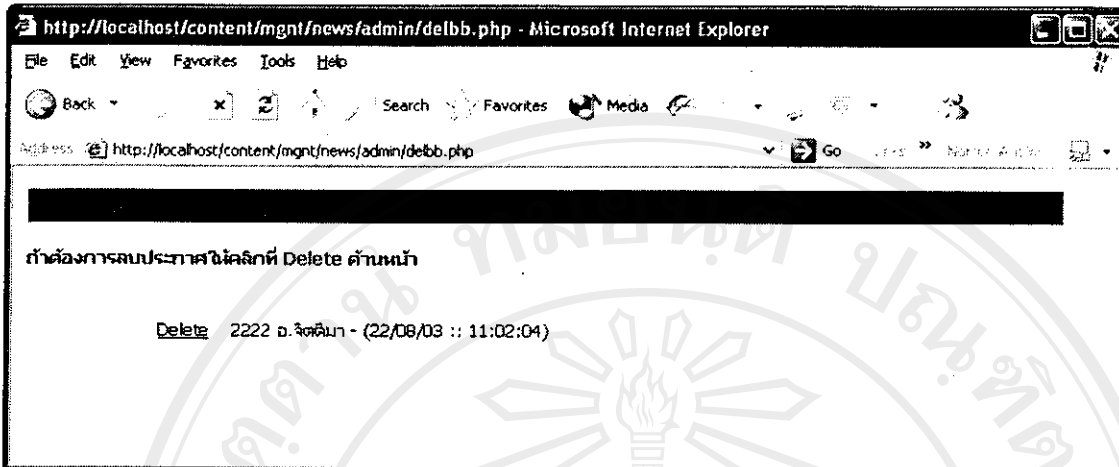 http://localhost/content/mgnt/news/admin/delbb.php - Microsoft Internet Explorer
File Edit View Favorites Tools Help
Back Search Favorites Media
Address http://localhost/content/mgnt/news/admin/delbb.php Go
ถ้าต้องการลบประกาศให้คลิกที่ Delete ด้านหน้า
Delete 2222 อ.จิตติมา - (22/08/03 :: 11:02:04)